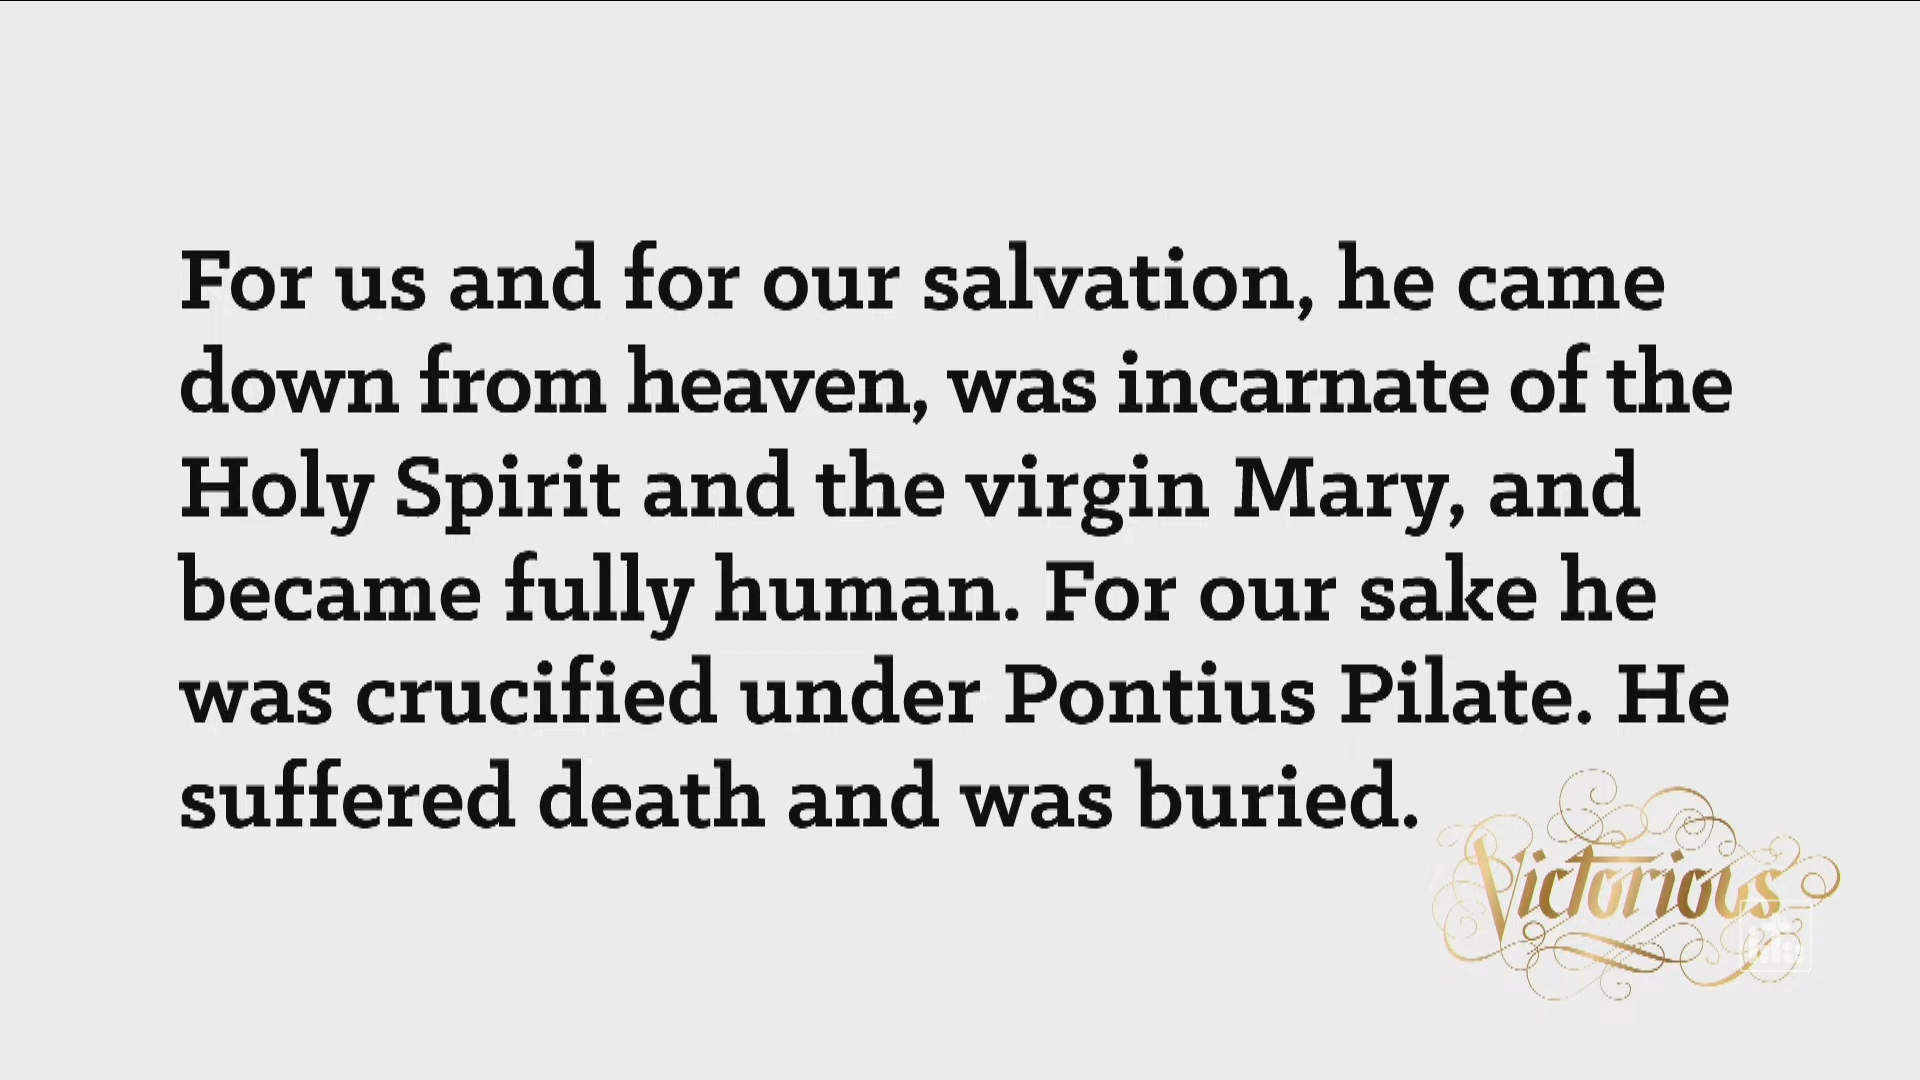 For us and for our salvation, he came
down from heaven, was incarnate of the
Holy Spirit and the virgin Mary, and
became fully human. For our sake he
was crucified under Pontius Pilate. He
suffered death and was buried.
Victorious